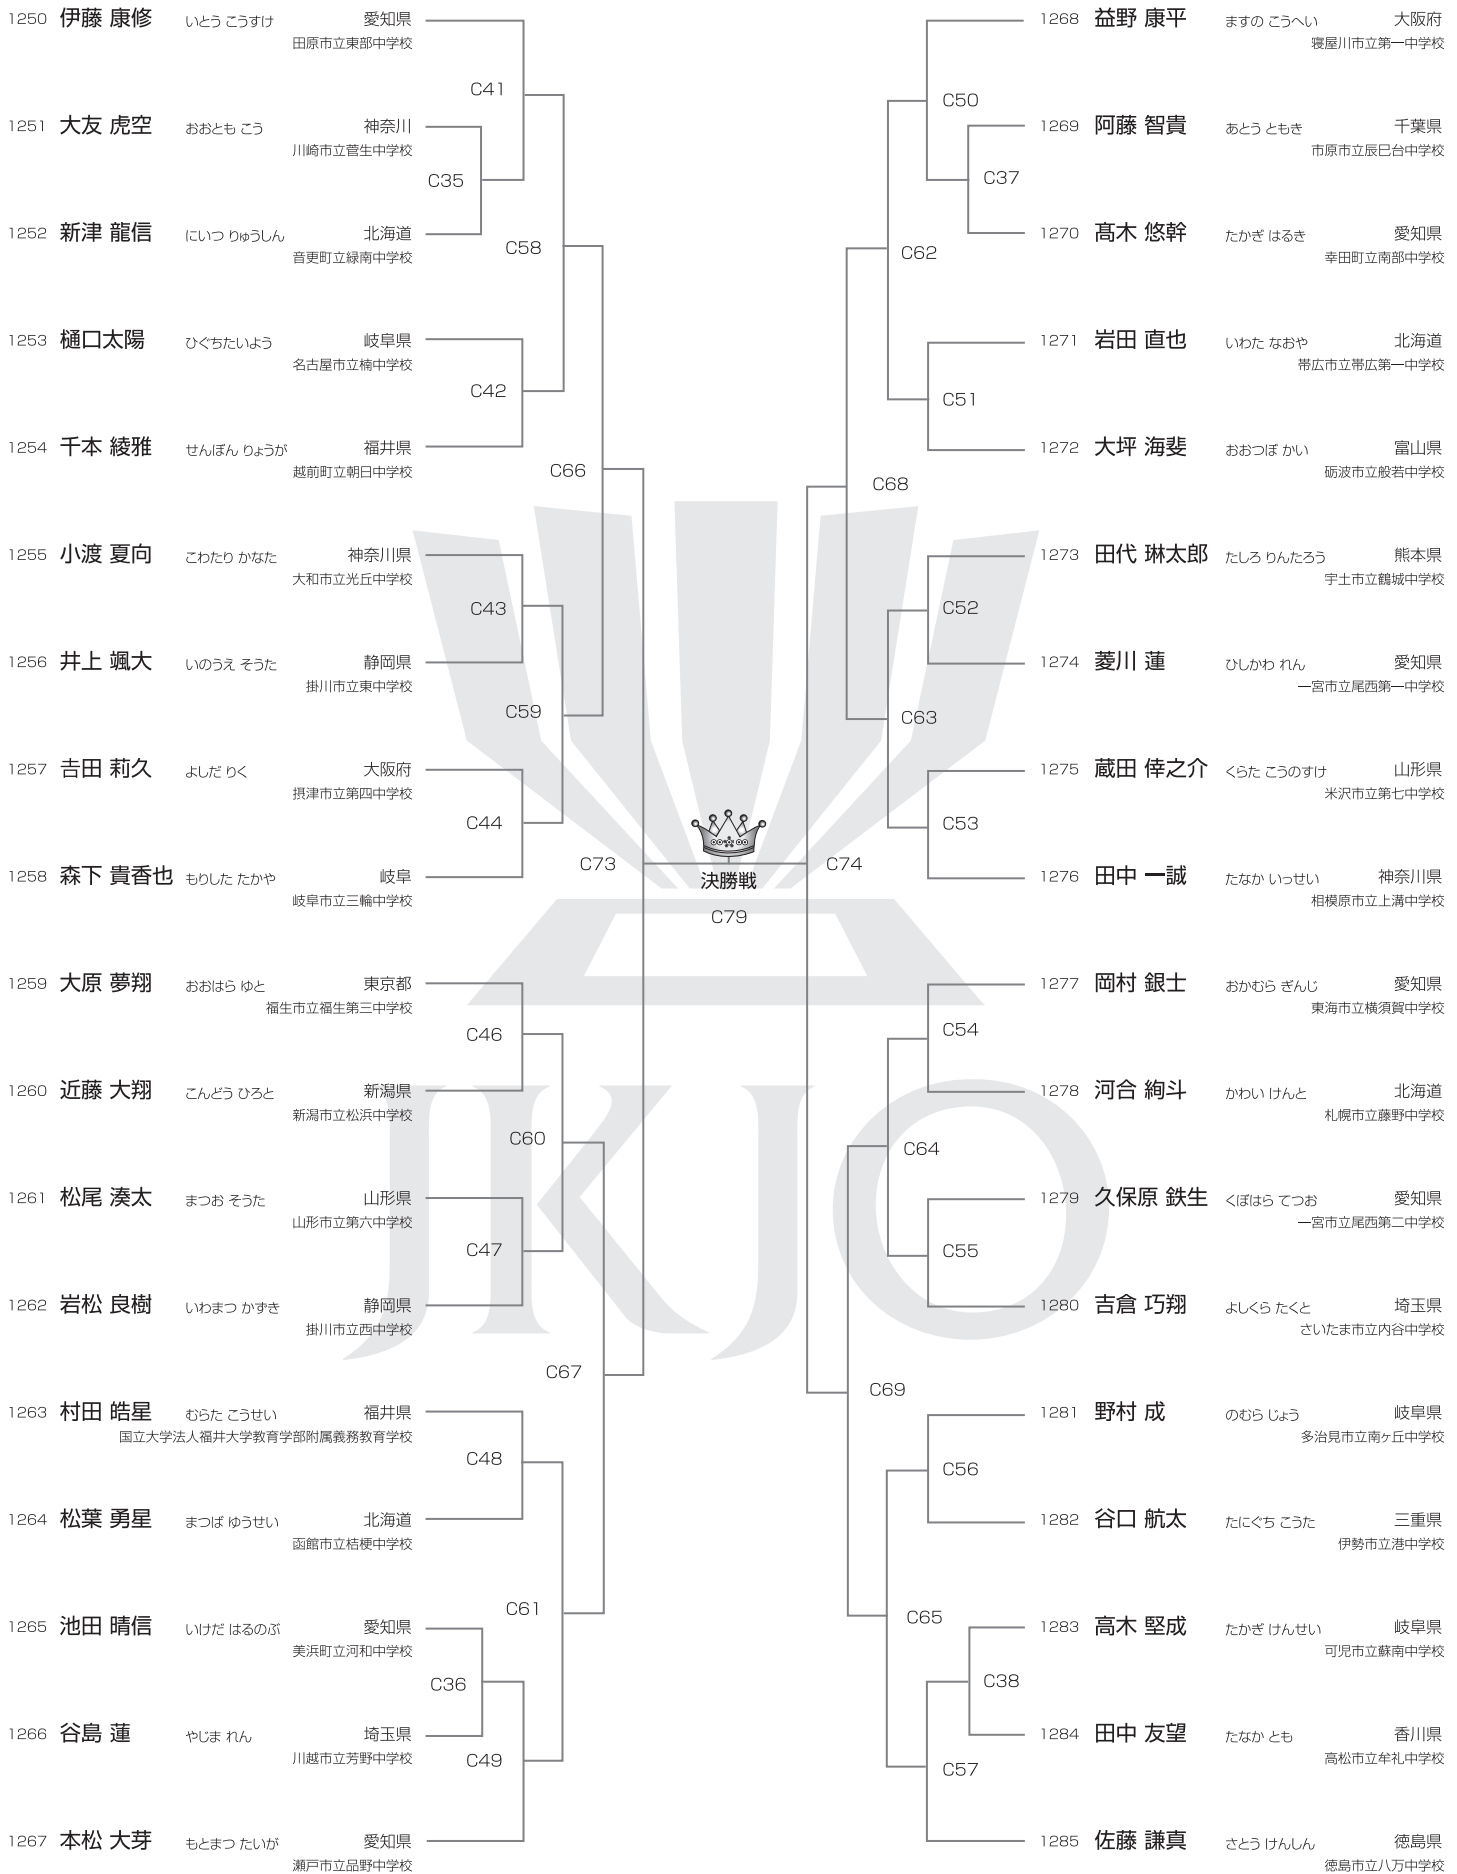 1250 伊藤 康修 いとう こうすけ 愛知県
田原市立東部中学校
C41
1251 大友 虎空 おおとも こう 神奈川
川崎市立菅生中学校
C35
1252 新津 龍信 にいつ りゅうしん 北海道
音更町立緑南中学校
C58
1253 樋口太陽 ひぐちたいよう 岐阜県
名古屋市立楠中学校
C42
1254 千本 綾雅 せんぼん りょうが 福井県
越前町立朝日中学校
C66
1255 小渡 夏向 こわたり かなた 神奈川県
大和市立光丘中学校
C43
1256 井上 颯大 いのうえ そうた 静岡県
掛川市立東中学校
C59
1257 𠮷田 莉久 よしだ りく 大阪府
摂津市立第四中学校
C44
1258 森下 貴香也 もりした たかや 岐阜
岐阜市立三輪中学校
C73
1259 大原 夢翔 おおはら ゆと 東京都
福生市立福生第三中学校
C46
1260 近藤 大翔 こんどう ひろと 新潟県
新潟市立松浜中学校
C60
1261 松尾 湊太 まつお そうた 山形県
山形市立第六中学校
C47
1262 岩松 良樹 いわまつ かずき 静岡県
掛川市立西中学校
C67
1263 村田 皓星 むらた こうせい 福井県
国立大学法人福井大学教育学部附属義務教育学校
C48
1264 松葉 勇星 まつば ゆうせい 北海道
函館市立桔梗中学校
C61
1265 池田 晴信 いけだ はるのぶ 愛知県
美浜町立河和中学校
C36
1266 谷島 蓮 やじま れん 埼玉県
川越市立芳野中学校
C49
1267 本松 大芽 もとまつ たいが 愛知県
瀬戸市立品野中学校
決勝戦
C79
JKJO
1268 益野 康平 ますの こうへい 大阪府
寝屋川市立第一中学校
C50
1269 阿藤 智貴 あとう ともき 千葉県
市原市立辰巳台中学校
C37
1270 髙木 悠幹 たかぎ はるき 愛知県
幸田町立南部中学校
C62
1271 岩田 直也 いわた なおや 北海道
帯広市立帯広第一中学校
C51
1272 大坪 海斐 おおつぼ かい 富山県
砺波市立般若中学校
C68
1273 田代 琳太郎 たしろ りんたろう 熊本県
宇土市立鶴城中学校
C52
1274 菱川 蓮 ひしかわ れん 愛知県
一宮市立尾西第一中学校
C63
1275 蔵田 倖之介 くらた こうのすけ 山形県
米沢市立第七中学校
C53
1276 田中 一誠 たなか いっせい 神奈川県
相模原市立上溝中学校
C74
1277 岡村 銀士 おかむら ぎんじ 愛知県
東海市立横須賀中学校
C54
1278 河合 絢斗 かわい けんと 北海道
札幌市立藤野中学校
C64
1279 久保原 鉄生 くぼはら てつお 愛知県
一宮市立尾西第二中学校
C55
1280 吉倉 巧翔 よしくら たくと 埼玉県
さいたま市立内谷中学校
C69
1281 野村 成 のむら じょう 岐阜県
多治見市立南ヶ丘中学校
C56
1282 谷口 航太 たにぐち こうた 三重県
伊勢市立港中学校
C65
1283 高木 堅成 たかぎ けんせい 岐阜県
可児市立蘇南中学校
C38
1284 田中 友望 たなか とも 香川県
高松市立牟礼中学校
C57
1285 佐藤 謙真 さとう けんしん 徳島県
徳島市立八万中学校